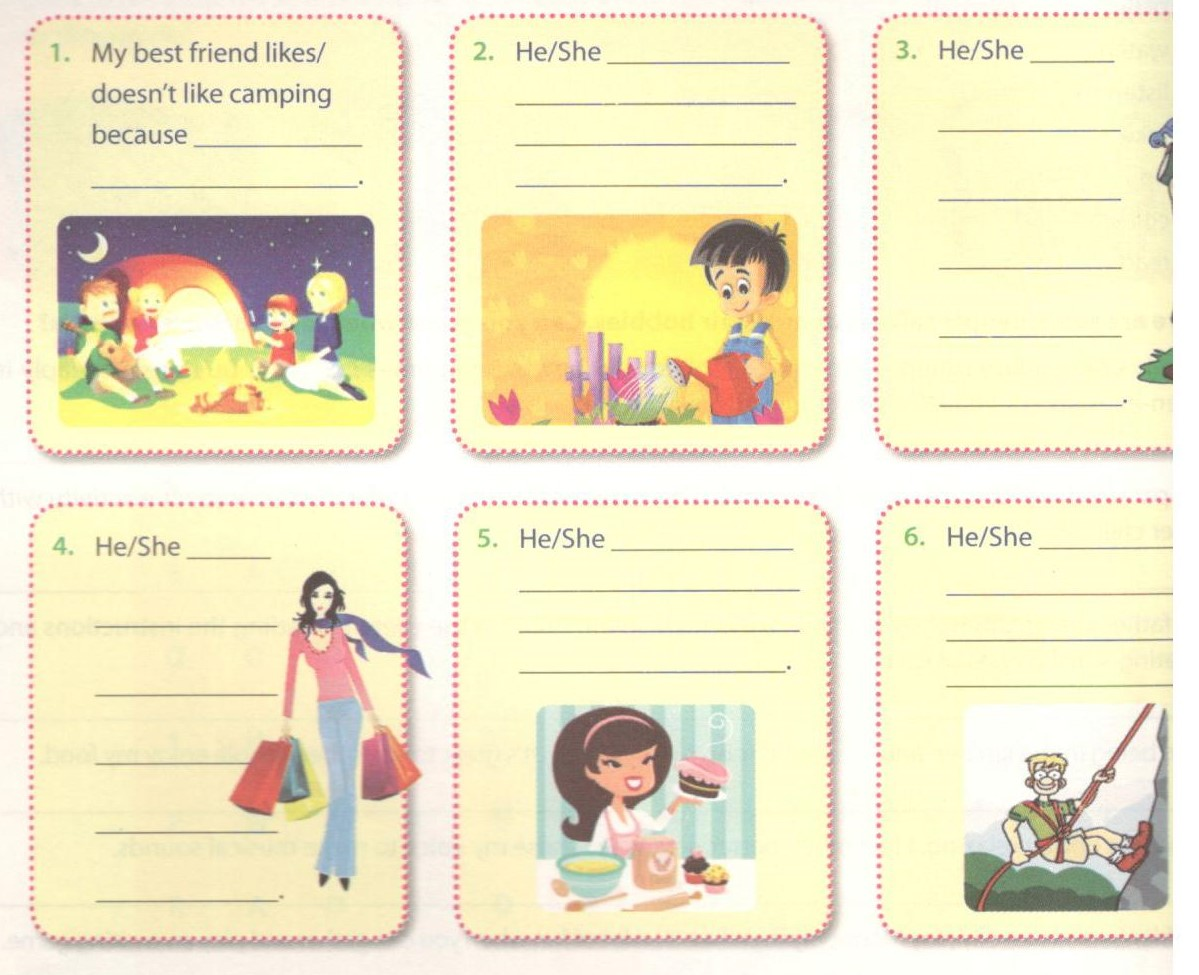 1. My best friend likes/
doesn't like camping
because
.
2. He/She
.
3. He/She
.
4. He/She
.
5. He/She
.
6. He/She